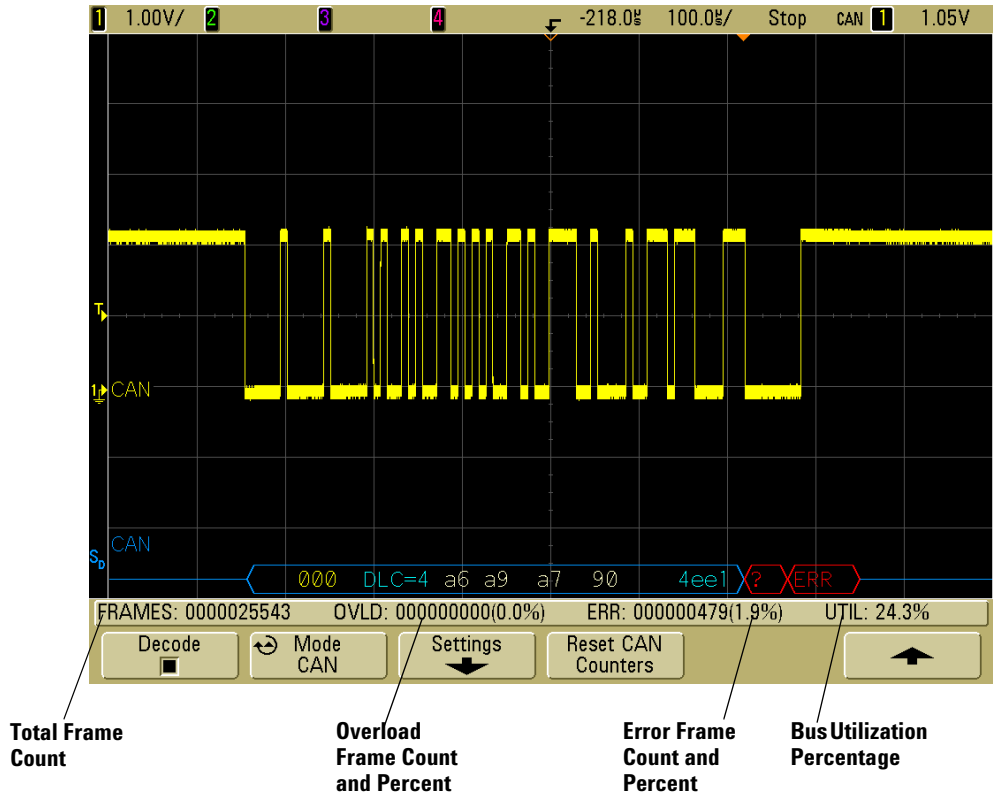 1 1.00V/ 2 3 4 -218.0µs 100.0µs/ Stop CAN 1 1.05V
T
1 CAN
CAN
SD
000 DLC=4 a6 a9 a7 90 4ee1 ? ERR
FRAMES: 0000025543 OVLD: 000000000(0.0%) ERR: 000000479(1.9%) UTIL: 24.3%
Decode Mode Settings Reset CAN
CAN Counters
Total Frame
Count
Overload
Frame Count
and Percent
Error Frame
Count and
Percent
Bus Utilization
Percentage